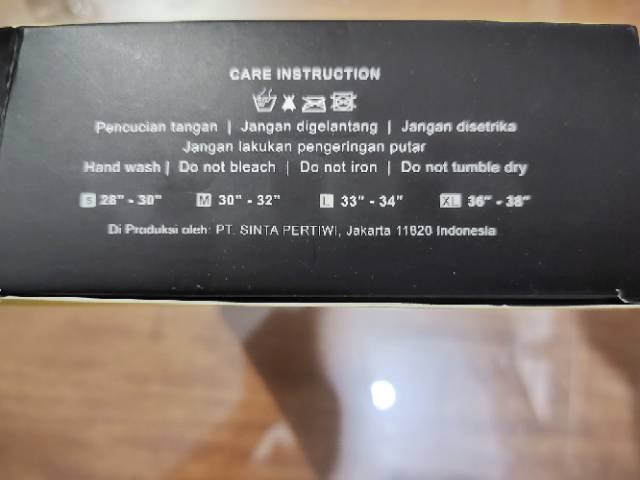 CARE INSTRUCTION
Pencucian tangan | Jangan digelantang | Jangan disetrika
Jangan lakukan pengeringan putar
Hand wash | Do not bleach | Do not iron | Do not tumble dry
S 28" - 30" M 30" - 32" L 33" - 34" XL 36" - 38"
Di Produksi oleh: PT. SINTA PERTIWI, Jakarta 11820 Indonesia